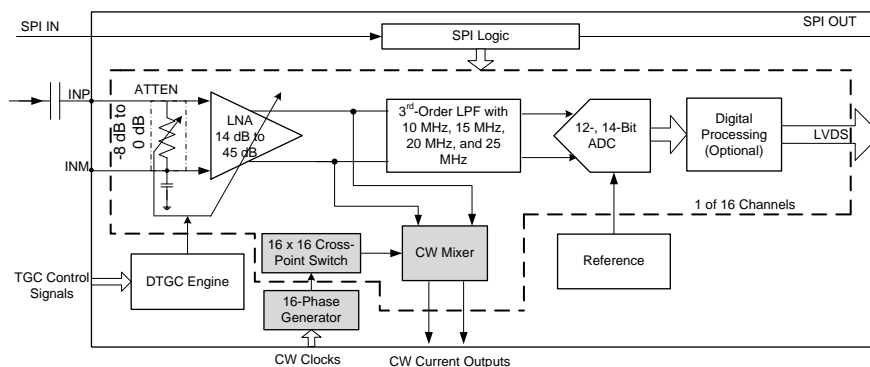 SPI IN
SPI Logic
SPI OUT
INP
ATTEN
-8 dB to
0 dB
INM
LNA
14 dB to
45 dB
3rd-Order LPF with
10 MHz, 15 MHz,
20 MHz, and 25
MHz
12-, 14-Bit
ADC
Digital
Processing
(Optional)
LVDS
1 of 16 Channels
TGC Control
Signals
DTGC Engine
16 x 16 Cross-
Point Switch
CW Mixer
Reference
16-Phase
Generator
CW Clocks
CW Current Outputs